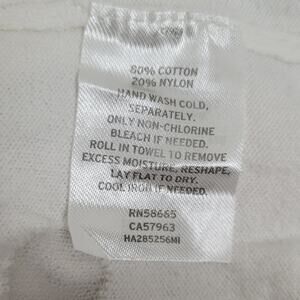 80% COTTON
20% NYLON
HAND WASH COLD,
SEPARATELY.
ONLY NON-CHLORINE
BLEACH IF NEEDED.
ROLL IN TOWEL TO REMOVE
EXCESS MOISTURE, RESHAPE,
LAY FLAT TO DRY.
COOL IRON IF NEEDED.
RN58665
CA57963
HA285256MI